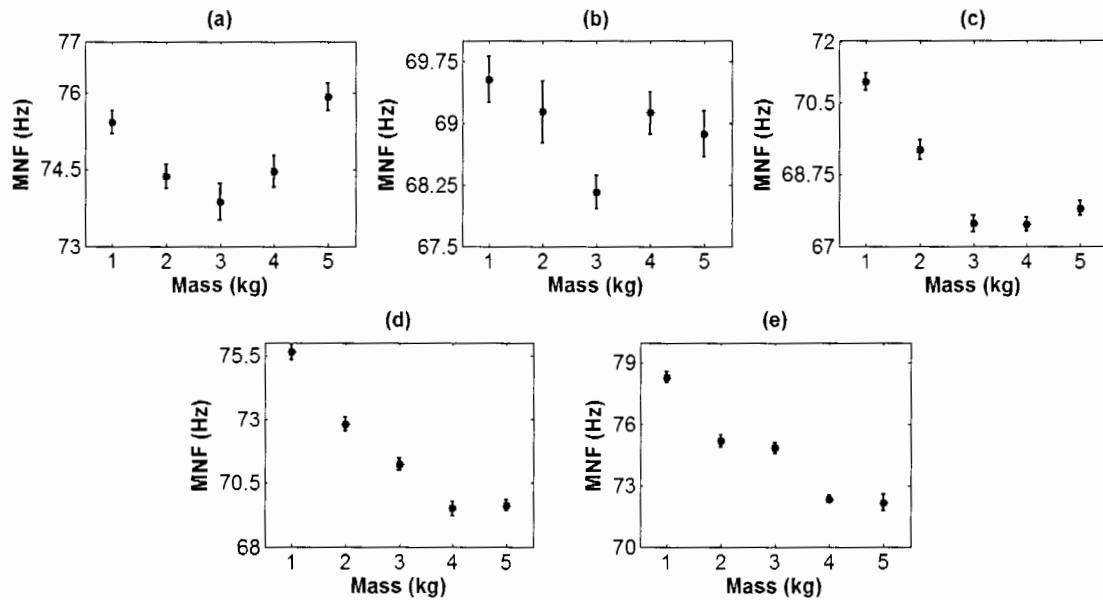 (a)
MNF (Hz)
77
76
74.5
73
1 2 3 4 5
Mass (kg)
(b)
MNF (Hz)
69.75
69
68.25
67.5
1 2 3 4 5
Mass (kg)
(c)
MNF (Hz)
72
70.5
68.75
67
1 2 3 4 5
Mass (kg)
(d)
MNF (Hz)
75.5
73
70.5
68
1 2 3 4 5
Mass (kg)
(e)
MNF (Hz)
79
76
73
70
1 2 3 4 5
Mass (kg)